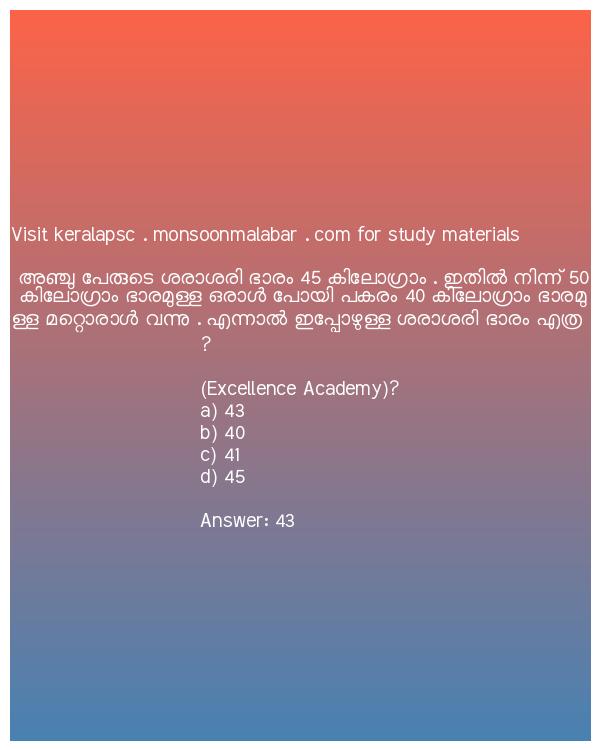 Visit keralapsc . monsoonmalabar . com for study materials
അഞ്ചു പേരുടെ ശരാശരി ഭാരം 45 കിലോഗ്രാം . ഇതിൽ നിന്ന് 50
കിലോഗ്രാം ഭാരമുള്ള ഒരാൾ പോയി പകരം 40 കിലോഗ്രാം ഭാരമു
ള്ള മറ്റൊരാൾ വന്നു . എന്നാൽ ഇപ്പോഴുള്ള ശരാശരി ഭാരം എത്ര
?
(Excellence Academy)?
a) 43
b) 40
c) 41
d) 45
Answer: 43